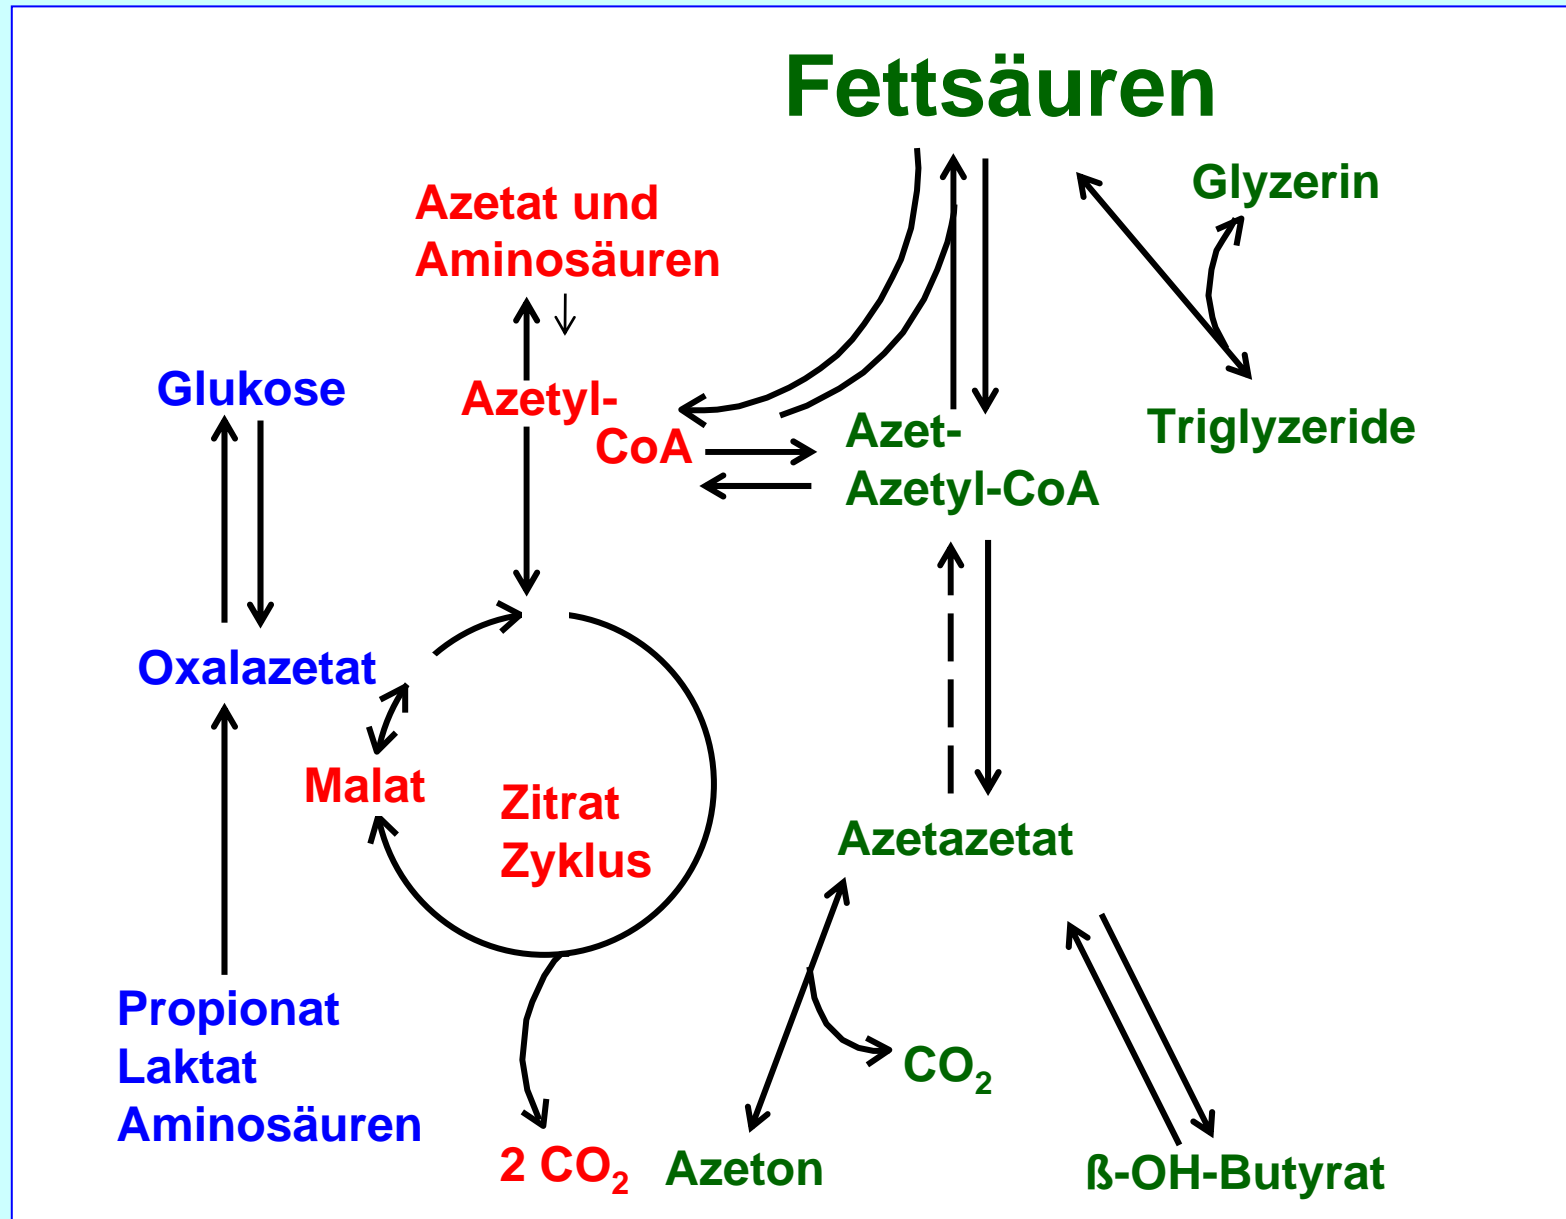 Fettsäuren
Glyzerin
Azetat und
Aminosäuren
Glukose
Azetyl-
CoA
Azet-
Azetyl-CoA
Triglyzeride
Oxalazetat
Malat
Zitrat
Zyklus
Azetazetat
Propionat
Laktat
Aminosäuren
CO₂
2 CO₂
Azeton
ß-OH-Butyrat